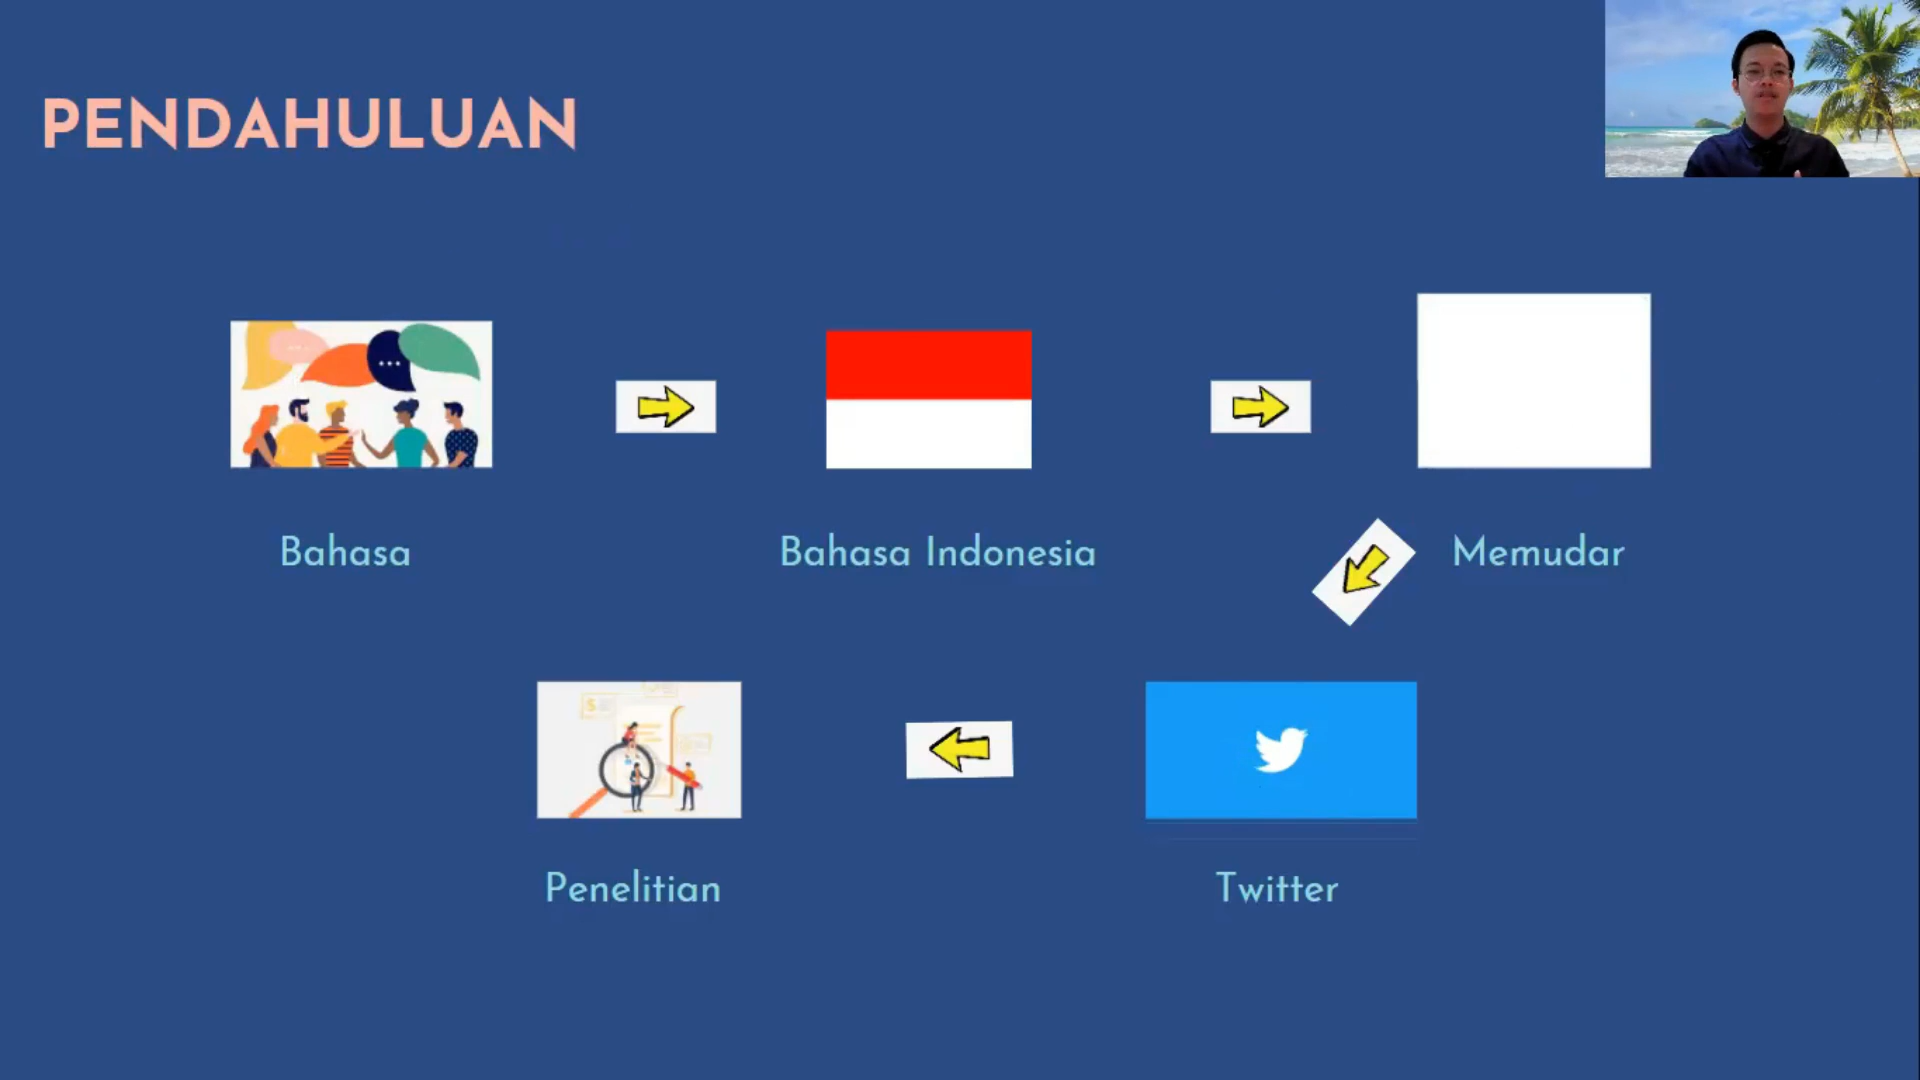 PENDAHULUAN
Bahasa
Bahasa Indonesia
Memudar
Penelitian
Twitter